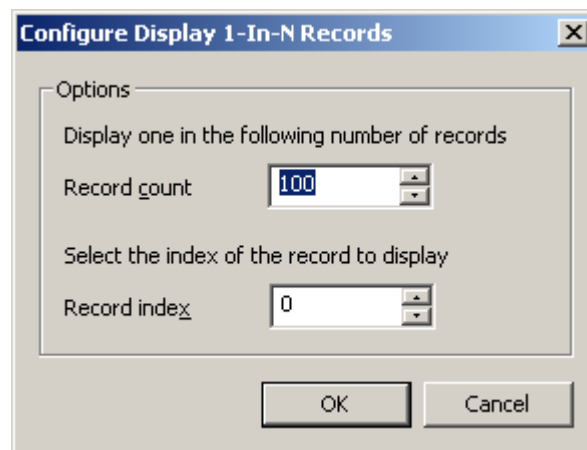 Configure Display 1-In-N Records
Options
Display one in the following number of records
Record count 100
Select the index of the record to display
Record index 0
OK Cancel